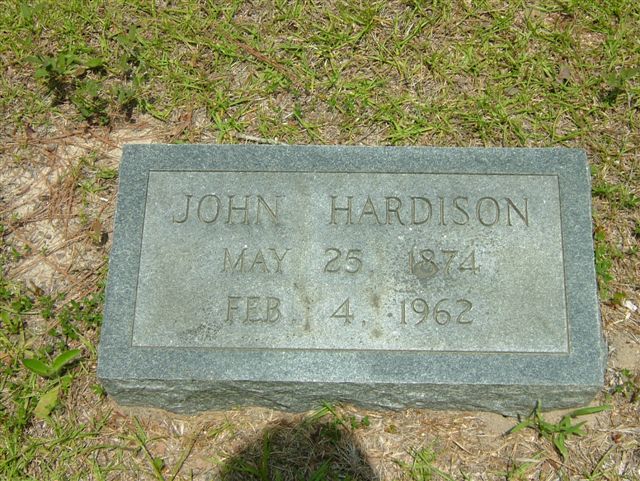 JOHN HARDISON
MAY 25, 1874
FEB. 4, 1962